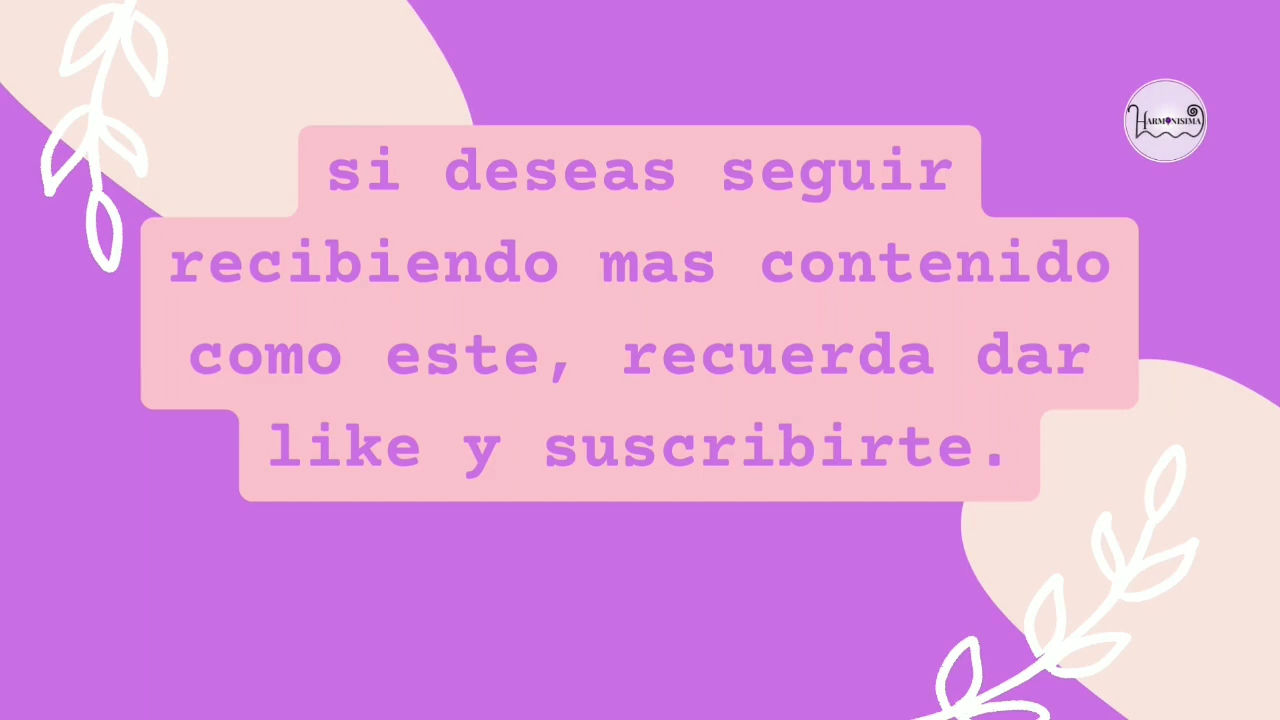 HARMONISIMA
si deseas seguir
recibiendo mas contenido
como este, recuerda dar
like y suscribirte.